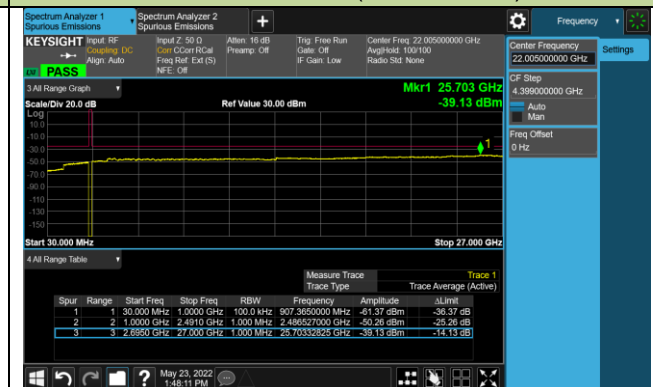 Spectrum Analyzer 1
Spurious Emissions
Spectrum Analyzer 2
Spurious Emissions
+
Frequency
KEYSIGHT
Input: RF
Coupling: DC
Align: Auto
Input Z: 50 Ω
Corr CCorr RCal
Freq Ref: Ext (S)
NFE: Off
Atten: 16 dB
Preamp: Off
Trig: Free Run
Gate: Off
IF Gain: Low
Center Freq: 22.005000000 GHz
Avg|Hold: 100/100
Radio Std: None
PASS
Center Frequency
22.005000000 GHz
Settings
CF Step
4.399000000 GHz
Auto
Man
Freq Offset
0 Hz
3 All Range Graph
Mkr1 25.703 GHz
-39.13 dBm
Scale/Div 20.0 dB
Ref Value 30.00 dBm
Log
10.0
-10.0
-30.0
-50.0
-70.0
-90.0
-110
-130
-150
1
Start 30.000 MHz
Stop 27.000 GHz
4 All Range Table
Measure Trace Trace 1
Trace Type Trace Average (Active)
Spur Range Start Freq Stop Freq RBW Frequency Amplitude ΔLimit
1 1 30.000 MHz 1.0000 GHz 100.0 kHz 907.3650000 MHz -61.37 dBm -36.37 dB
2 2 1.0000 GHz 2.4910 GHz 1.000 MHz 2.486527000 GHz -50.26 dBm -25.26 dB
3 3 2.6950 GHz 27.000 GHz 1.000 MHz 25.70332825 GHz -39.13 dBm -14.13 dB
?
May 23, 2022
1:48:11 PM